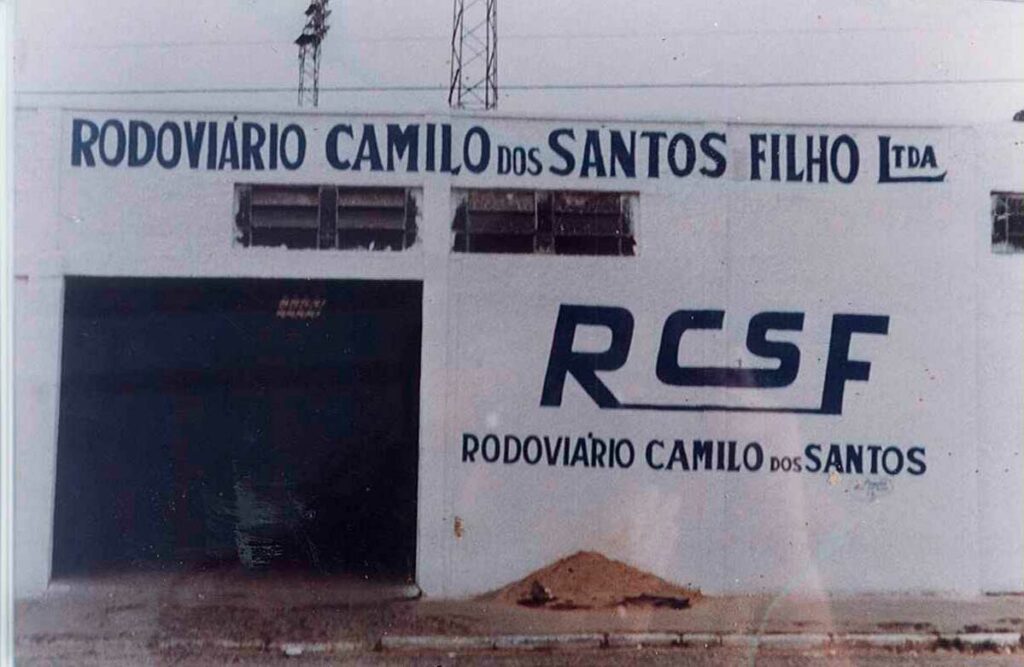 RODOVIÁRIO CAMILO DOS SANTOS FILHO LTDA
RCSF
RODOVIÁRIO CAMILO DOS SANTOS